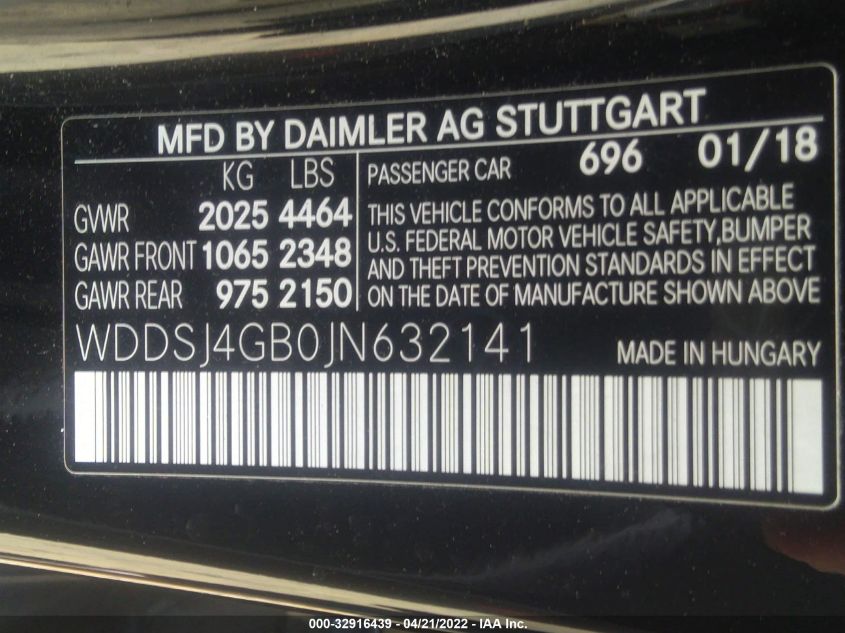 MFD BY DAIMLER AG STUTTGART
KG LBS
GVWR 2025 4464
GAWR FRONT 1065 2348
GAWR REAR 975 2150
PASSENGER CAR 696 01/18
THIS VEHICLE CONFORMS TO ALL APPLICABLE
U.S. FEDERAL MOTOR VEHICLE SAFETY,BUMPER
AND THEFT PREVENTION STANDARDS IN EFFECT
ON THE DATE OF MANUFACTURE SHOWN ABOVE
WDDSJ4GB0JN632141
MADE IN HUNGARY
000-32916439 - 04/21/2022 - IAA Inc.